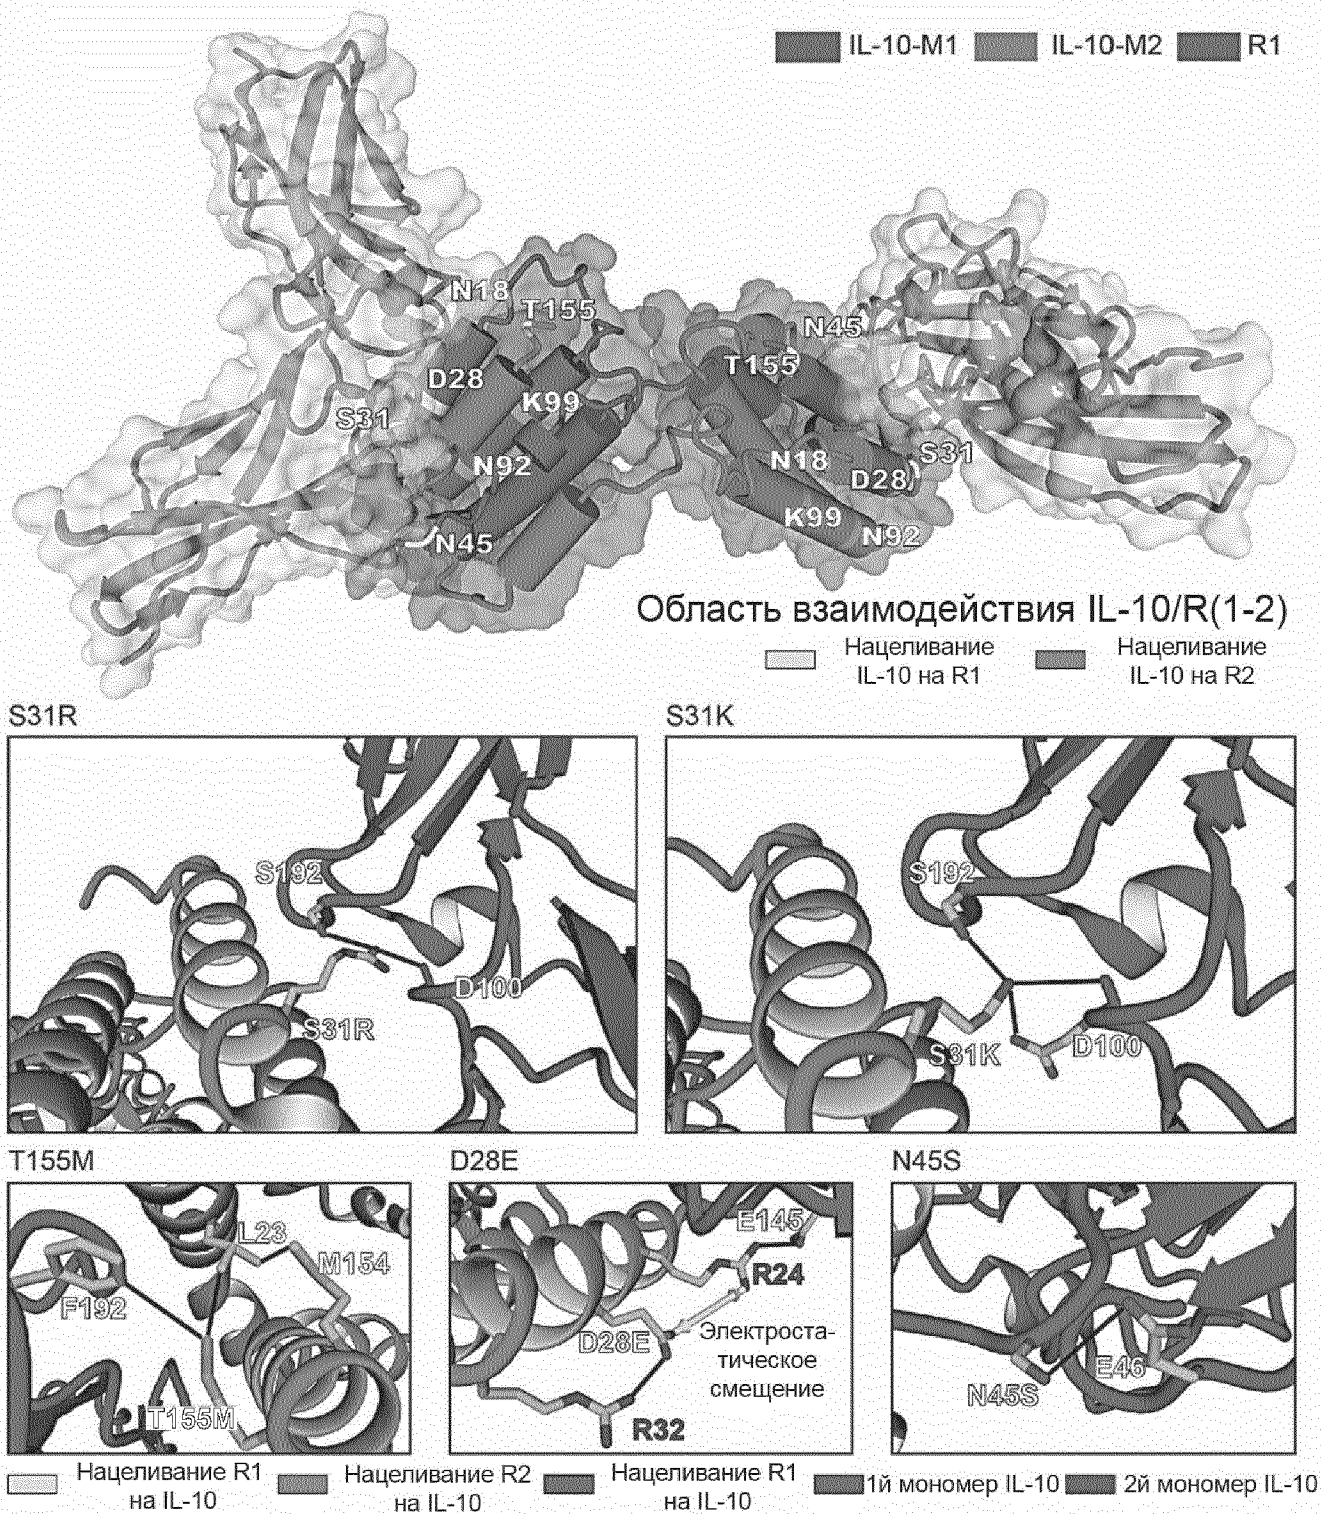 IL-10-M1 IL-10-M2 R1
N18
T155
N45
T155
D28
K99
S31
S31
N92
N18
D28
K99
N45
N92
Область взаимодействия IL-10/R(1-2)
Нацеливание
IL-10 на R1
Нацеливание
IL-10 на R2
S31R
S192
D100
S31R
S31K
S192
S31K
D100
T155M
L23
M154
F192
T155M
D28E
E145
R24
D28E
Электроста-
тическое
смещение
R32
N45S
E46
N45S
Нацеливание R1
на IL-10
Нацеливание R2
на IL-10
Нацеливание R1
на IL-10
1й мономер IL-10
2й мономер IL-10